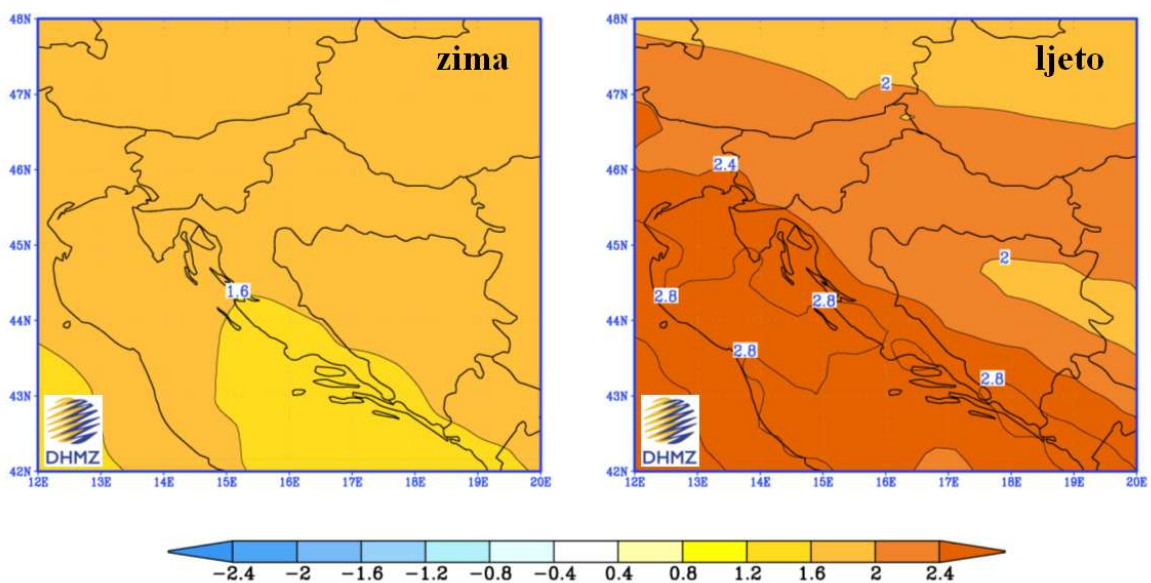 zima
48N
47N
46N
45N
44N
43N
42N
12E 13E 14E 15E 16E 17E 18E 19E 20E
1.6
DHMZ
ljeto
48N
47N
46N
45N
44N
43N
42N
12E 13E 14E 15E 16E 17E 18E 19E 20E
2
2.4
2
2.8
2.8
2.8
2.8
DHMZ
-2.4 -2 -1.6 -1.2 -0.8 -0.4 0.4 0.8 1.2 1.6 2 2.4